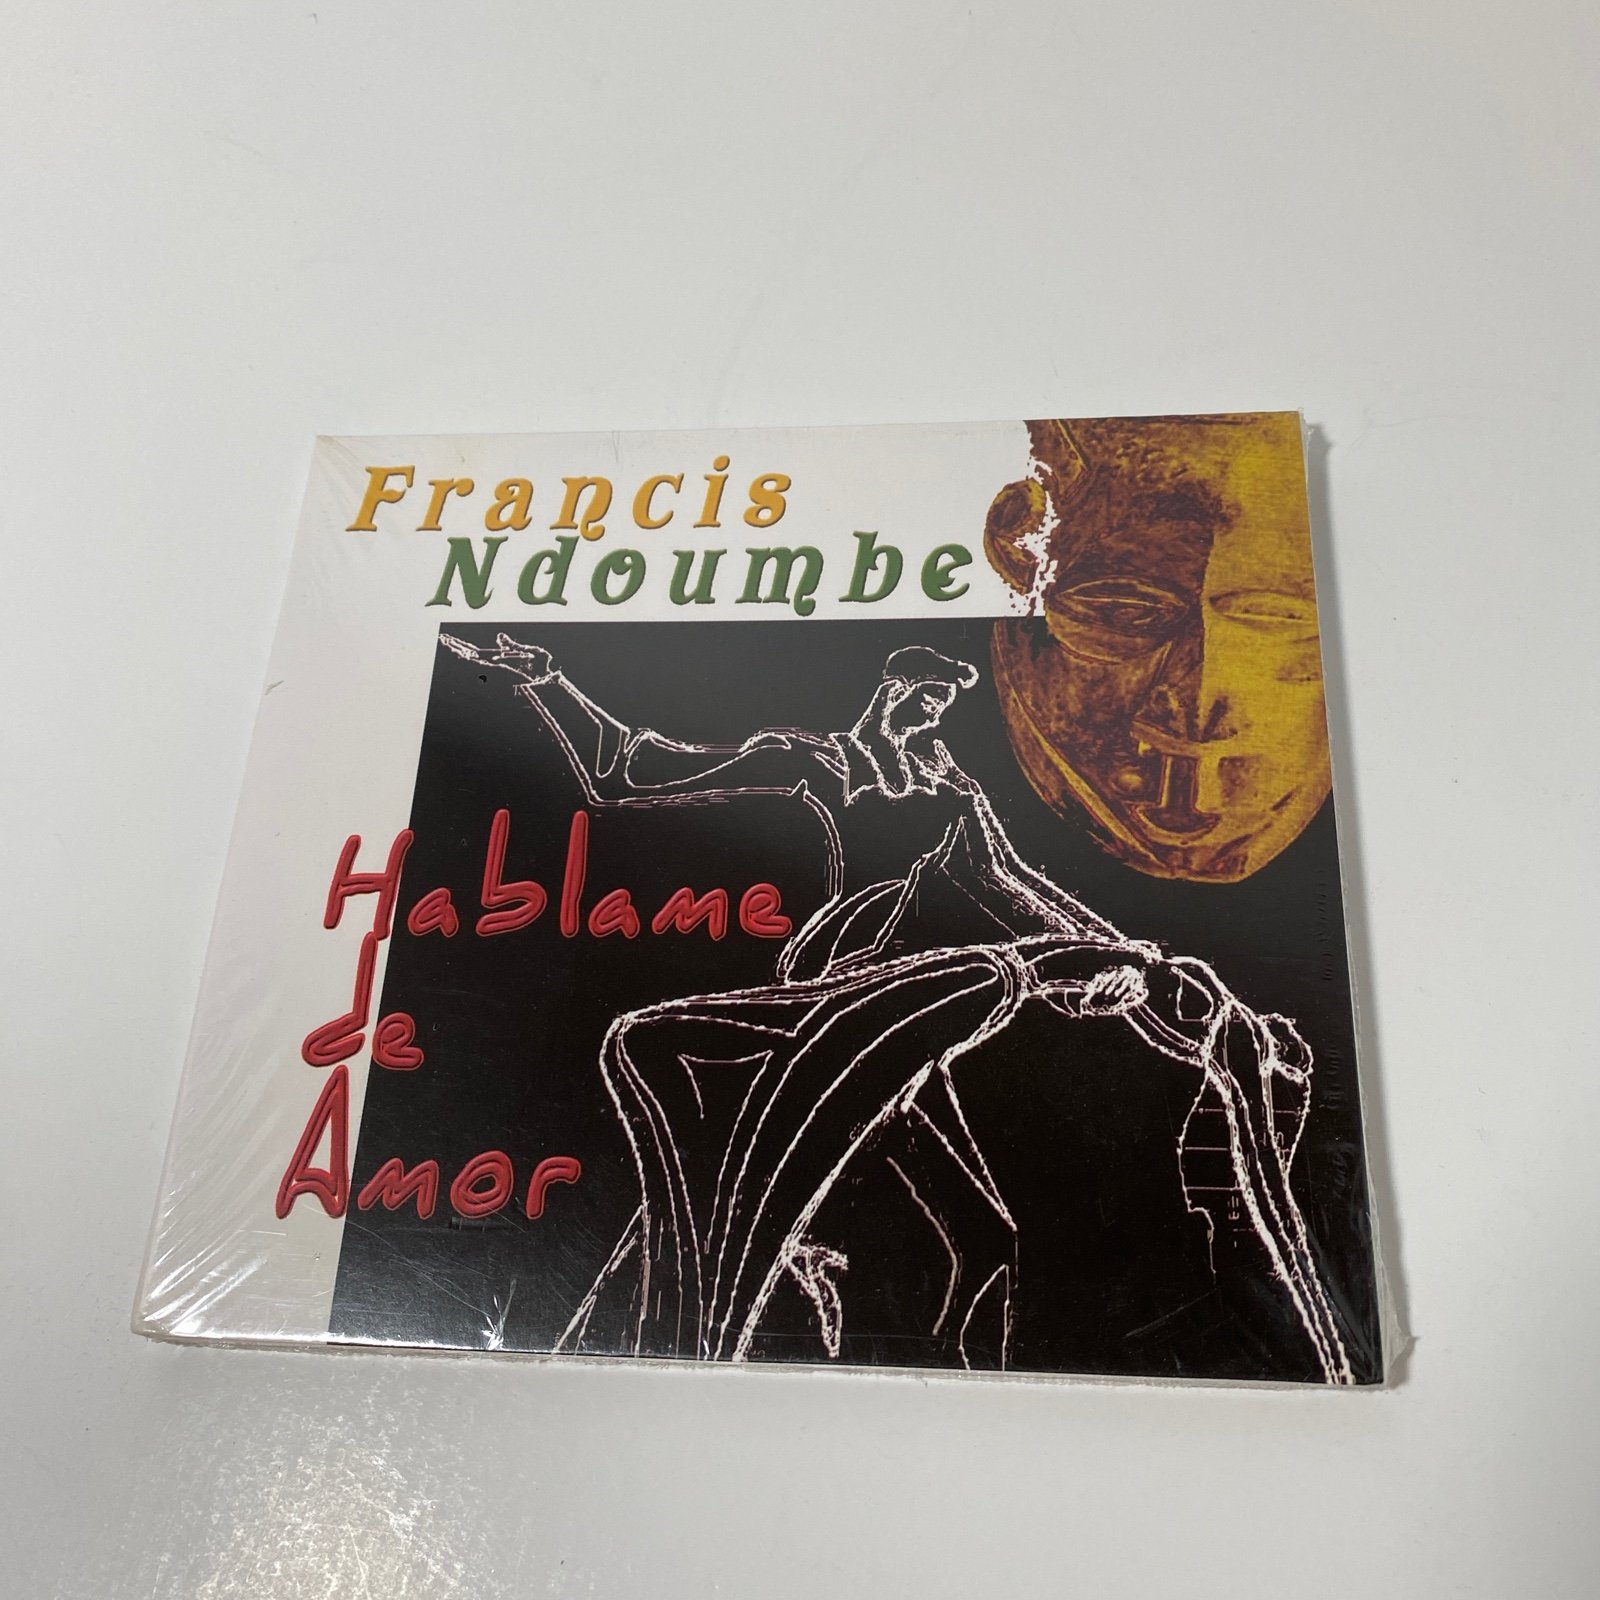 Francis
Ndoumbe
Hablame
de
Amor